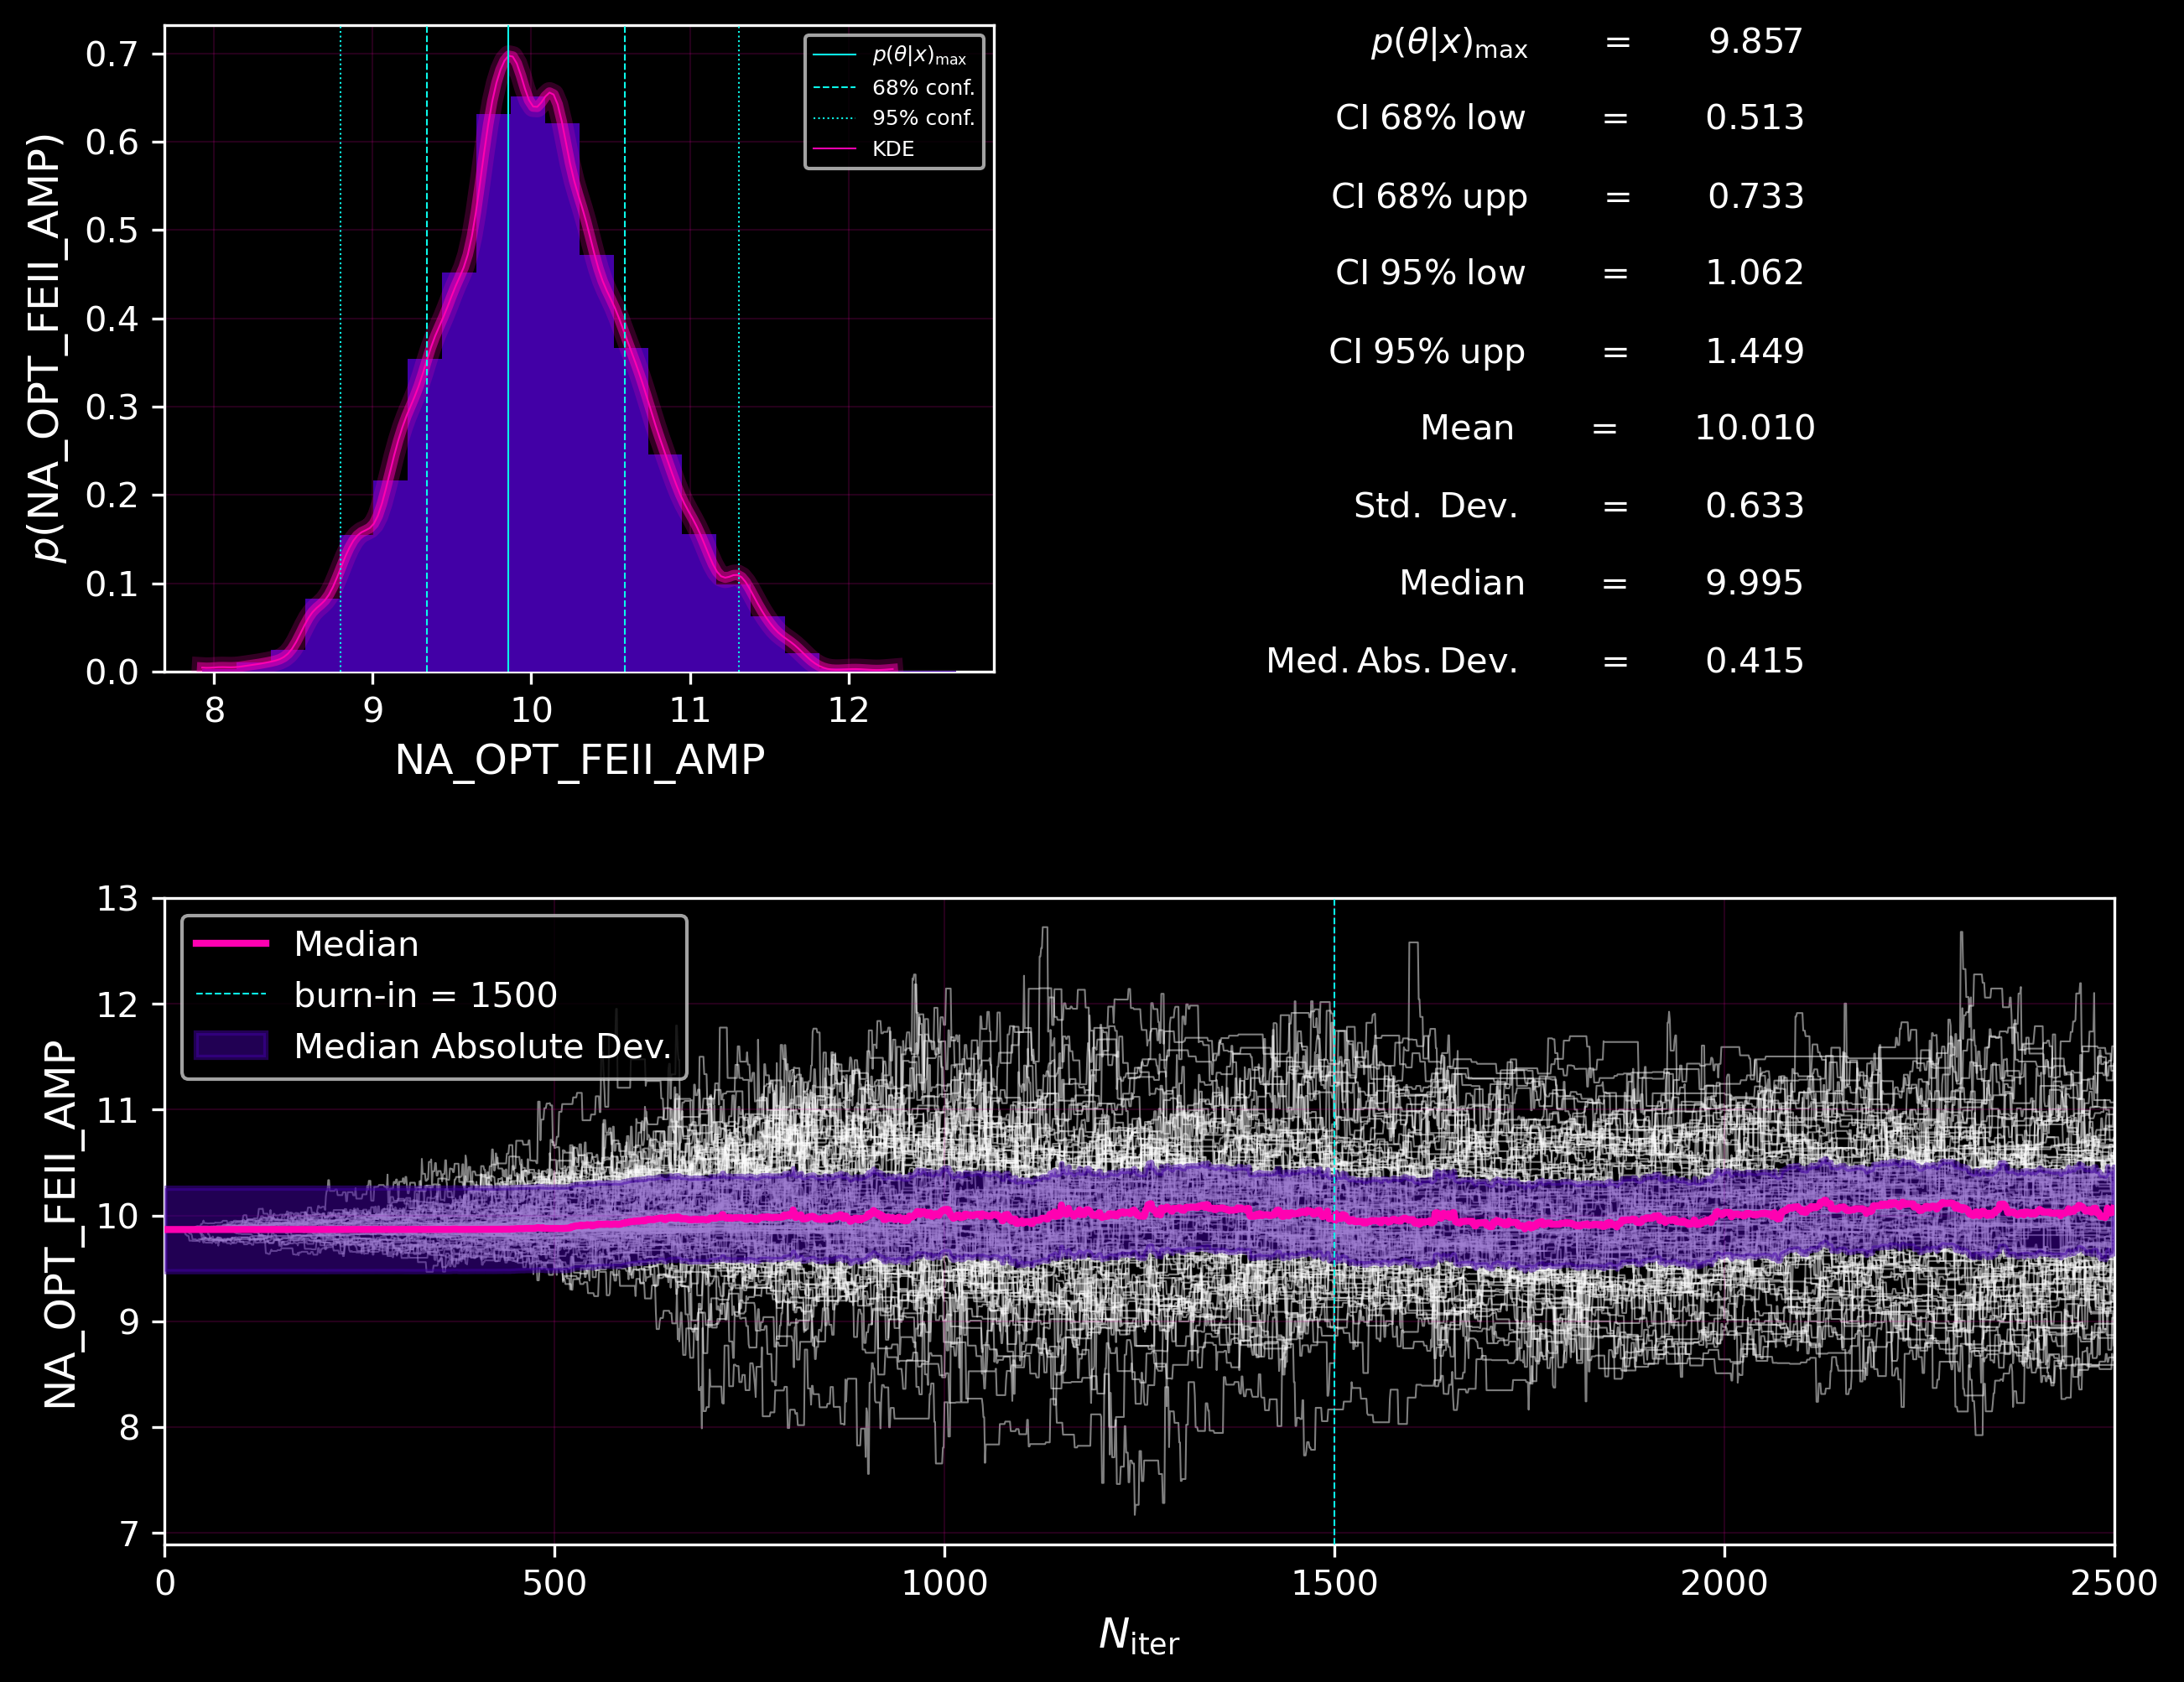 p(NA_OPT_FEII_AMP)
0.7
0.6
0.5
0.4
0.3
0.2
0.1
0.0
8 9 10 11 12
NA_OPT_FEII_AMP
p(θ|x)max
68% conf.
95% conf.
KDE
p(θ|x)max = 9.857
CI 68% low = 0.513
CI 68% upp = 0.733
CI 95% low = 1.062
CI 95% upp = 1.449
Mean = 10.010
Std. Dev. = 0.633
Median = 9.995
Med. Abs. Dev. = 0.415
NA_OPT_FEII_AMP
13
12
11
10
9
8
7
Median
burn-in = 1500
Median Absolute Dev.
0 500 1000 1500 2000 2500
Niter